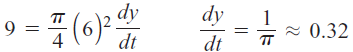 9 = π/4 (6)² dy/dt    dy/dt = 1/π ≈ 0.32